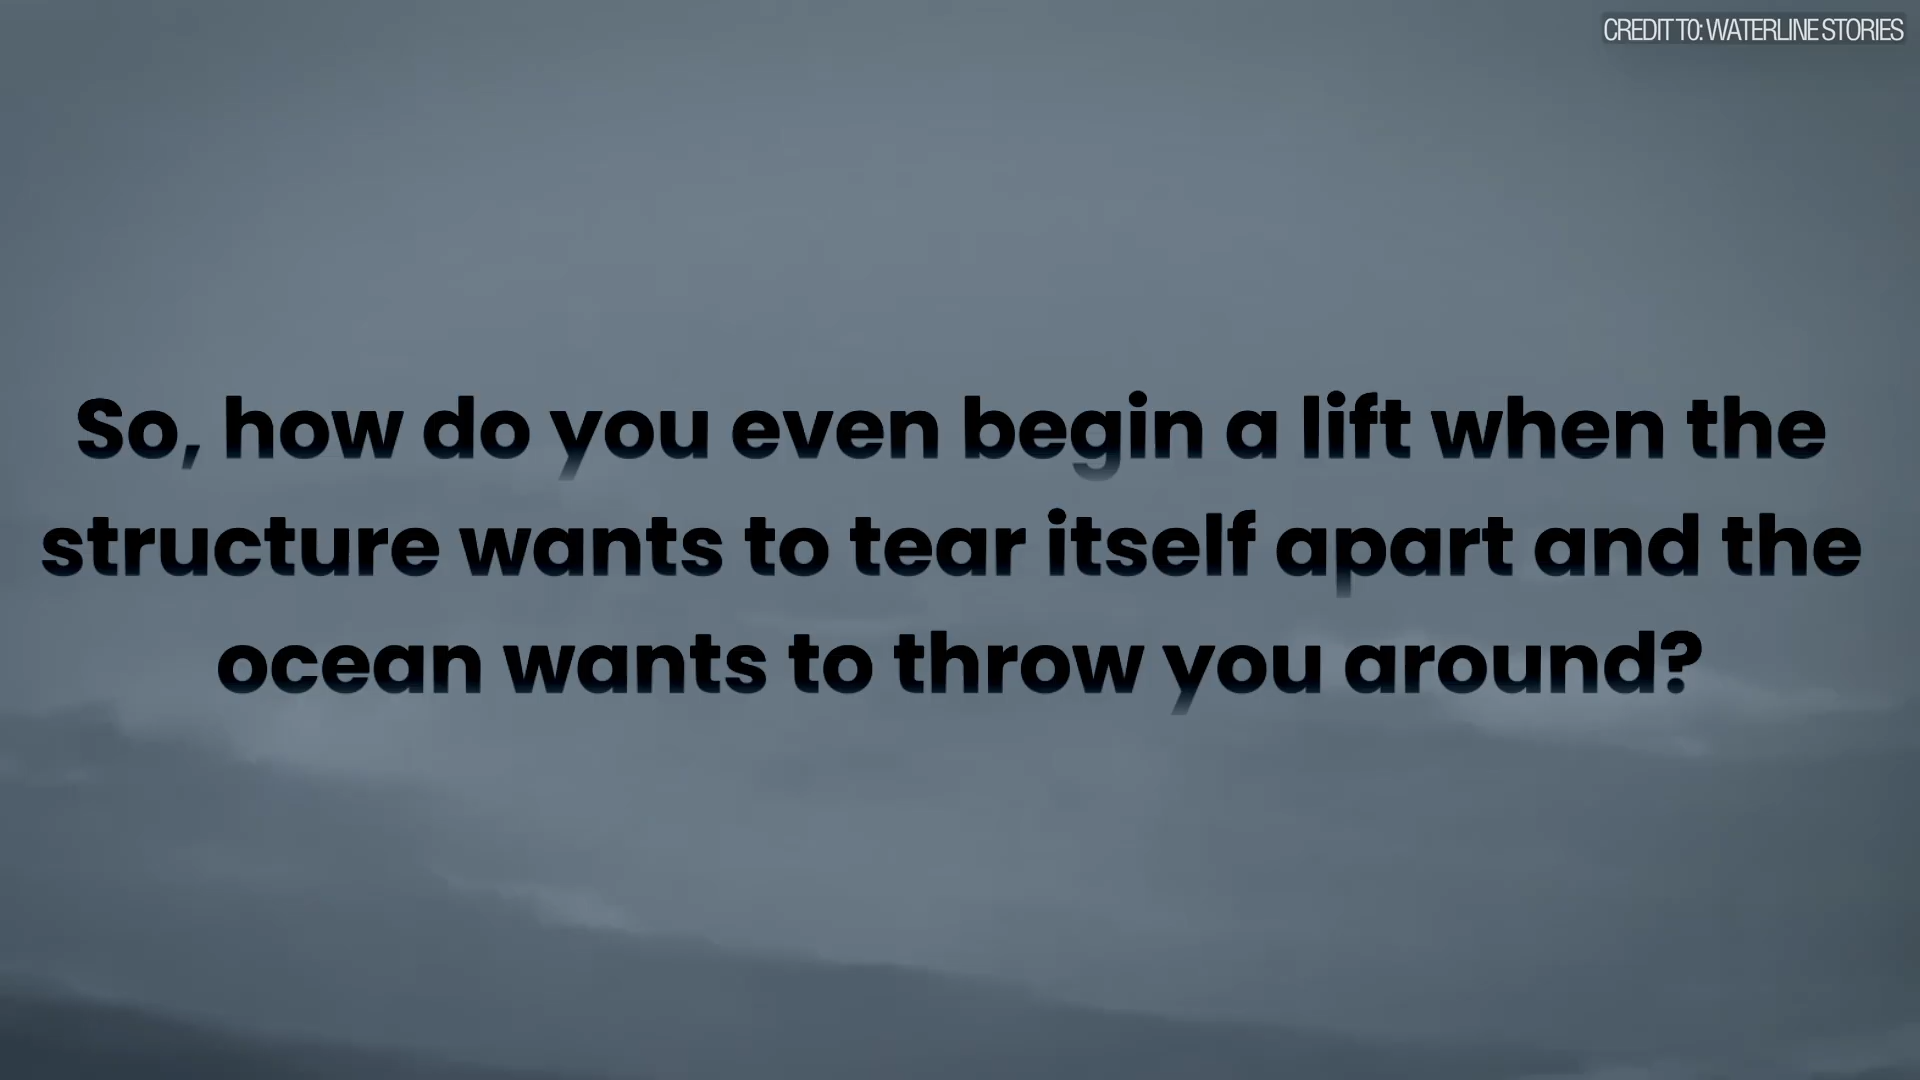 CREDIT TO: WATERLINE STORIES
So, how do you even begin a lift when the
structure wants to tear itself apart and the
ocean wants to throw you around?